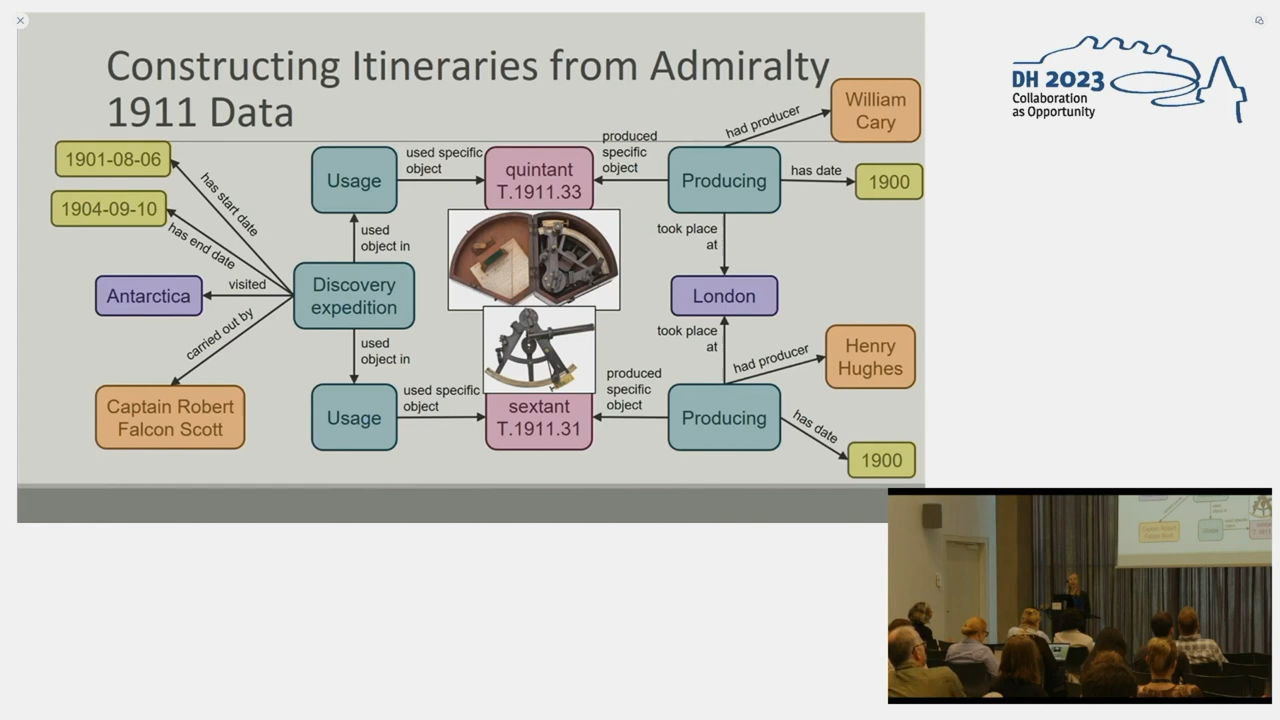 Constructing Itineraries from Admiralty
1911 Data
DH 2023
Collaboration
as Opportunity
William
Cary
had producer
1901-08-06
1904-09-10
has start date
has end date
Usage
used specific
object
quintant
T.1911.33
produced
specific
object
Producing
has date
1900
used
object in
took place
at
Antarctica
visited
Discovery
expedition
London
carried out by
used
object in
took place
at
had producer
Henry
Hughes
Captain Robert
Falcon Scott
Usage
used specific
object
sextant
T.1911.31
produced
specific
object
Producing
has date
1900